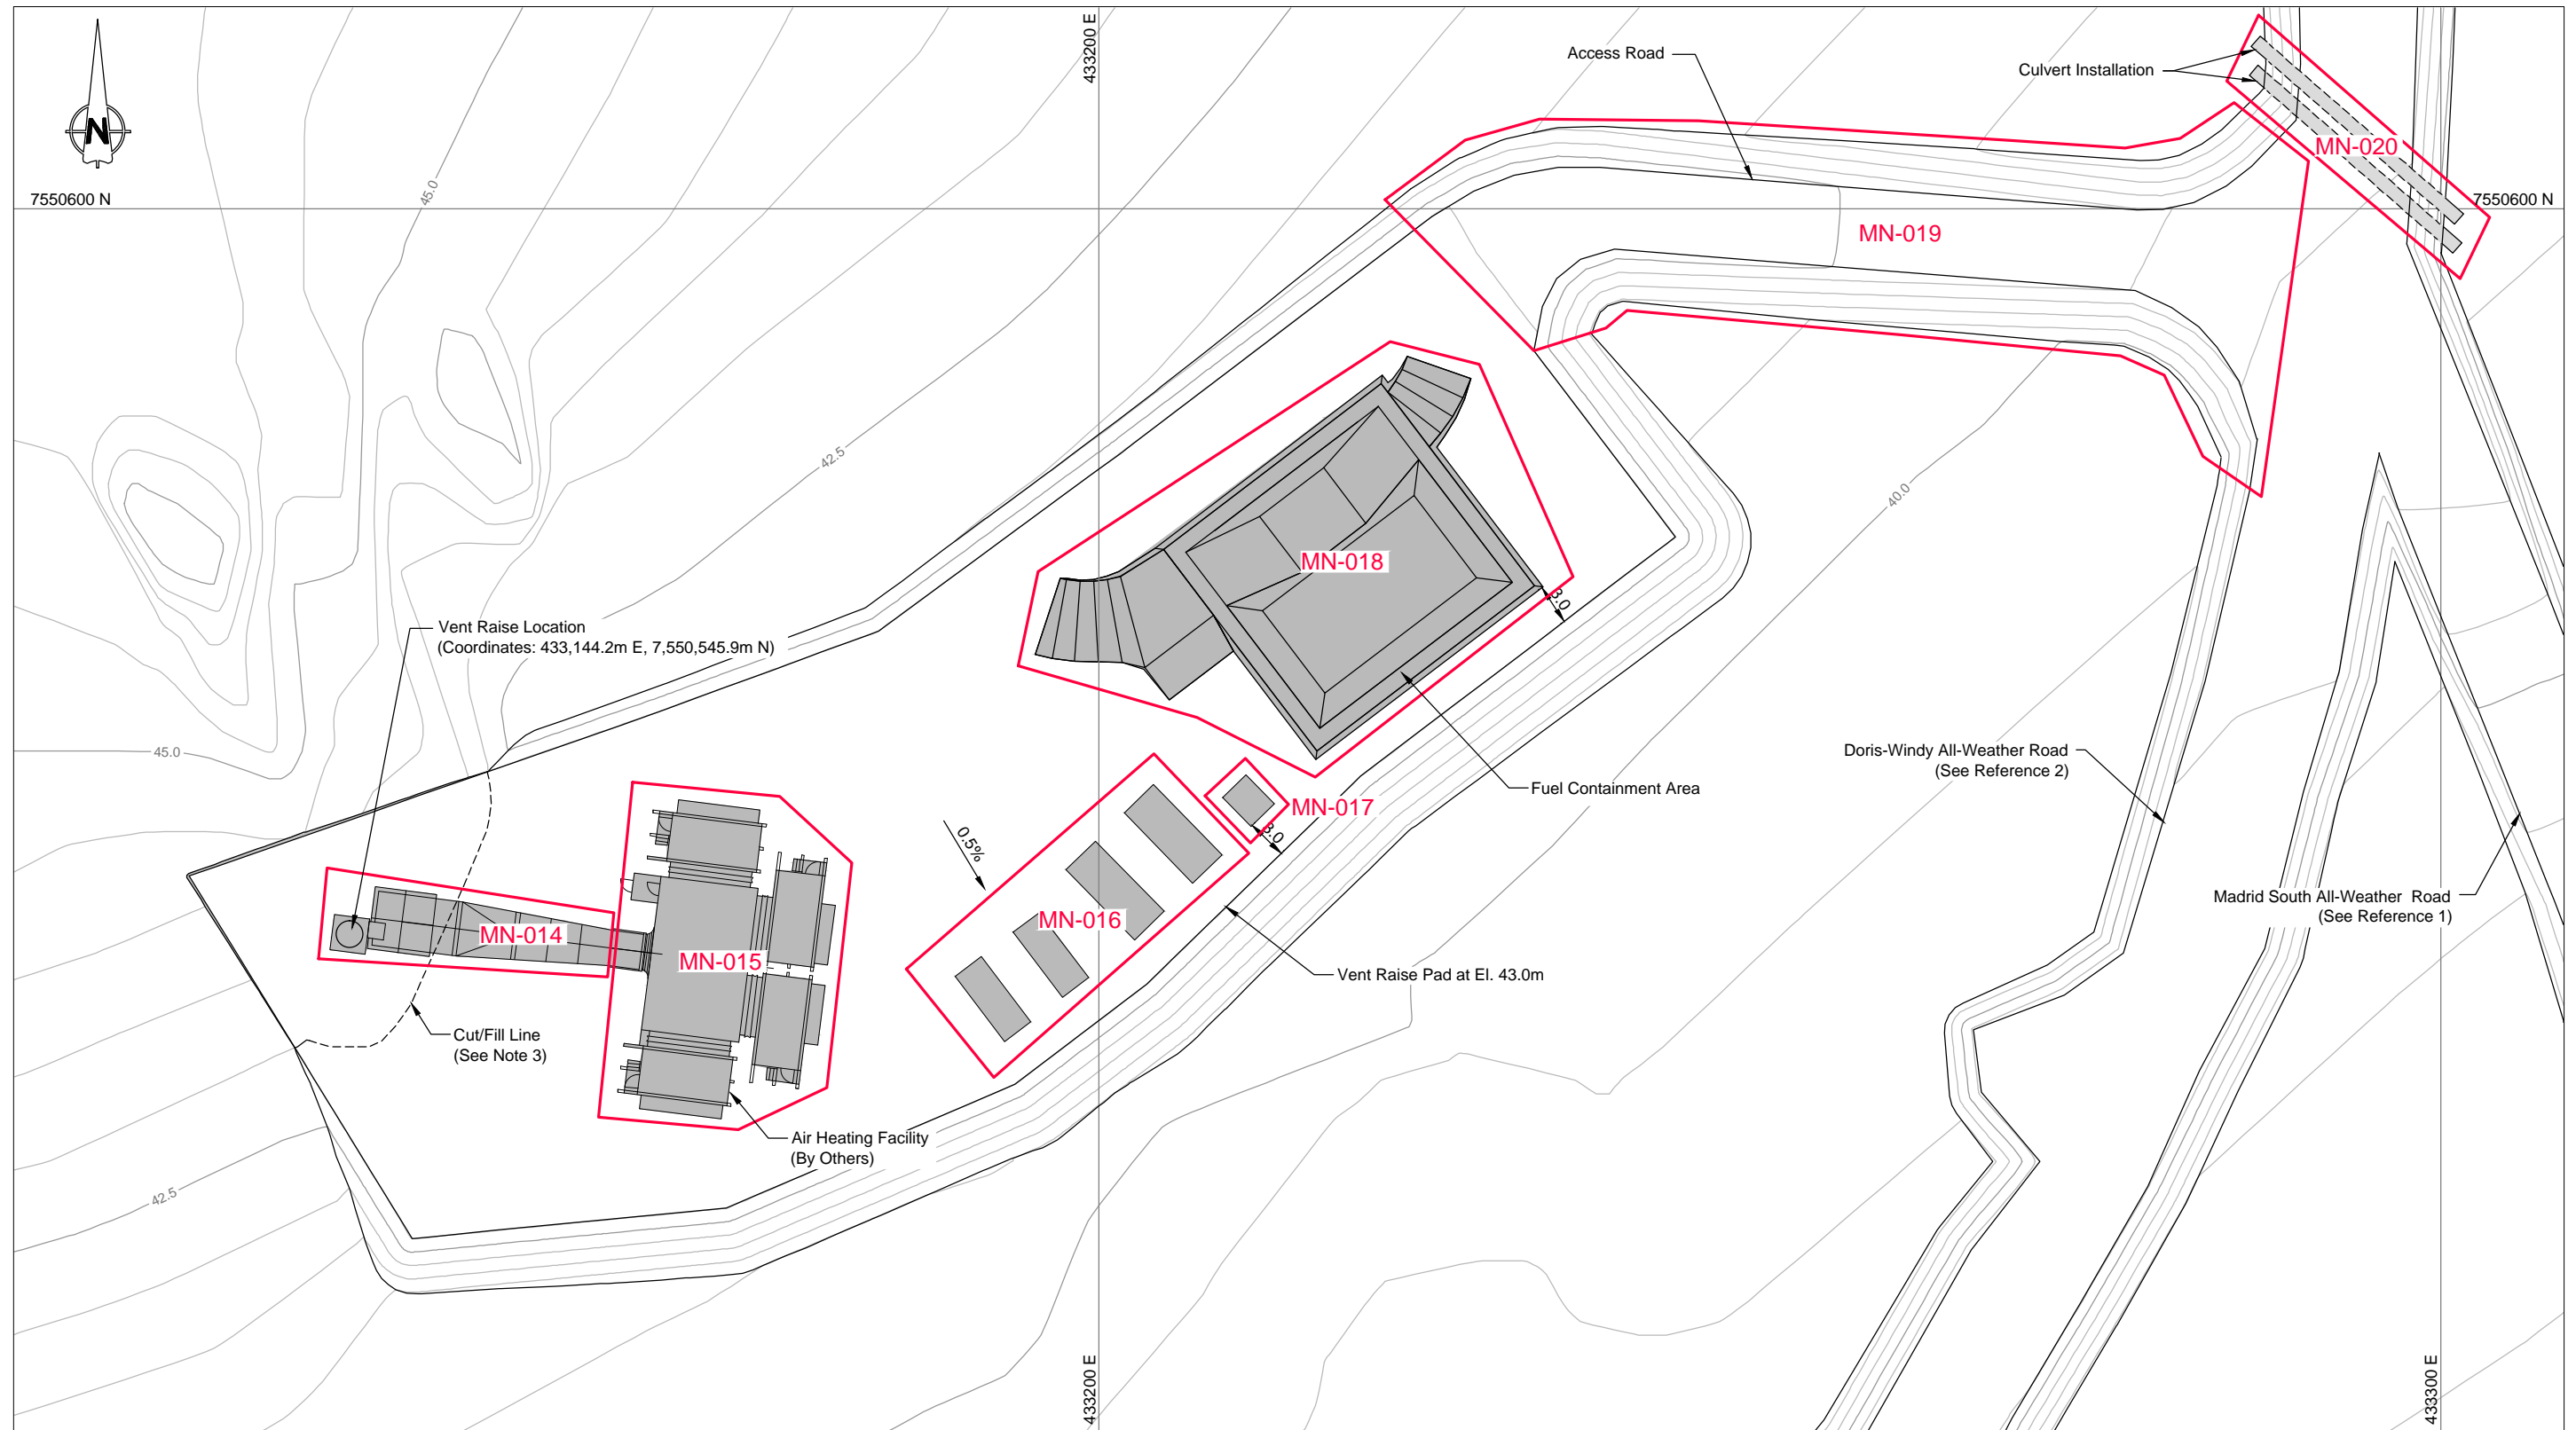 433200 E
Access Road
Culvert Installation
N
MN-020
7550600 N
7550600 N
45.0
MN-019
42.5
40.0
MN-018
3.0
Vent Raise Location
(Coordinates: 433,144.2m E, 7,550,545.9m N)
45.0
Doris-Windy All-Weather Road
(See Reference 2)
Fuel Containment Area
MN-017
3.0
0.5%
Madrid South All-Weather Road
(See Reference 1)
MN-016
MN-014
MN-015
Vent Raise Pad at El. 43.0m
Cut/Fill Line
(See Note 3)
Air Heating Facility
(By Others)
42.5
433200 E
433300 E